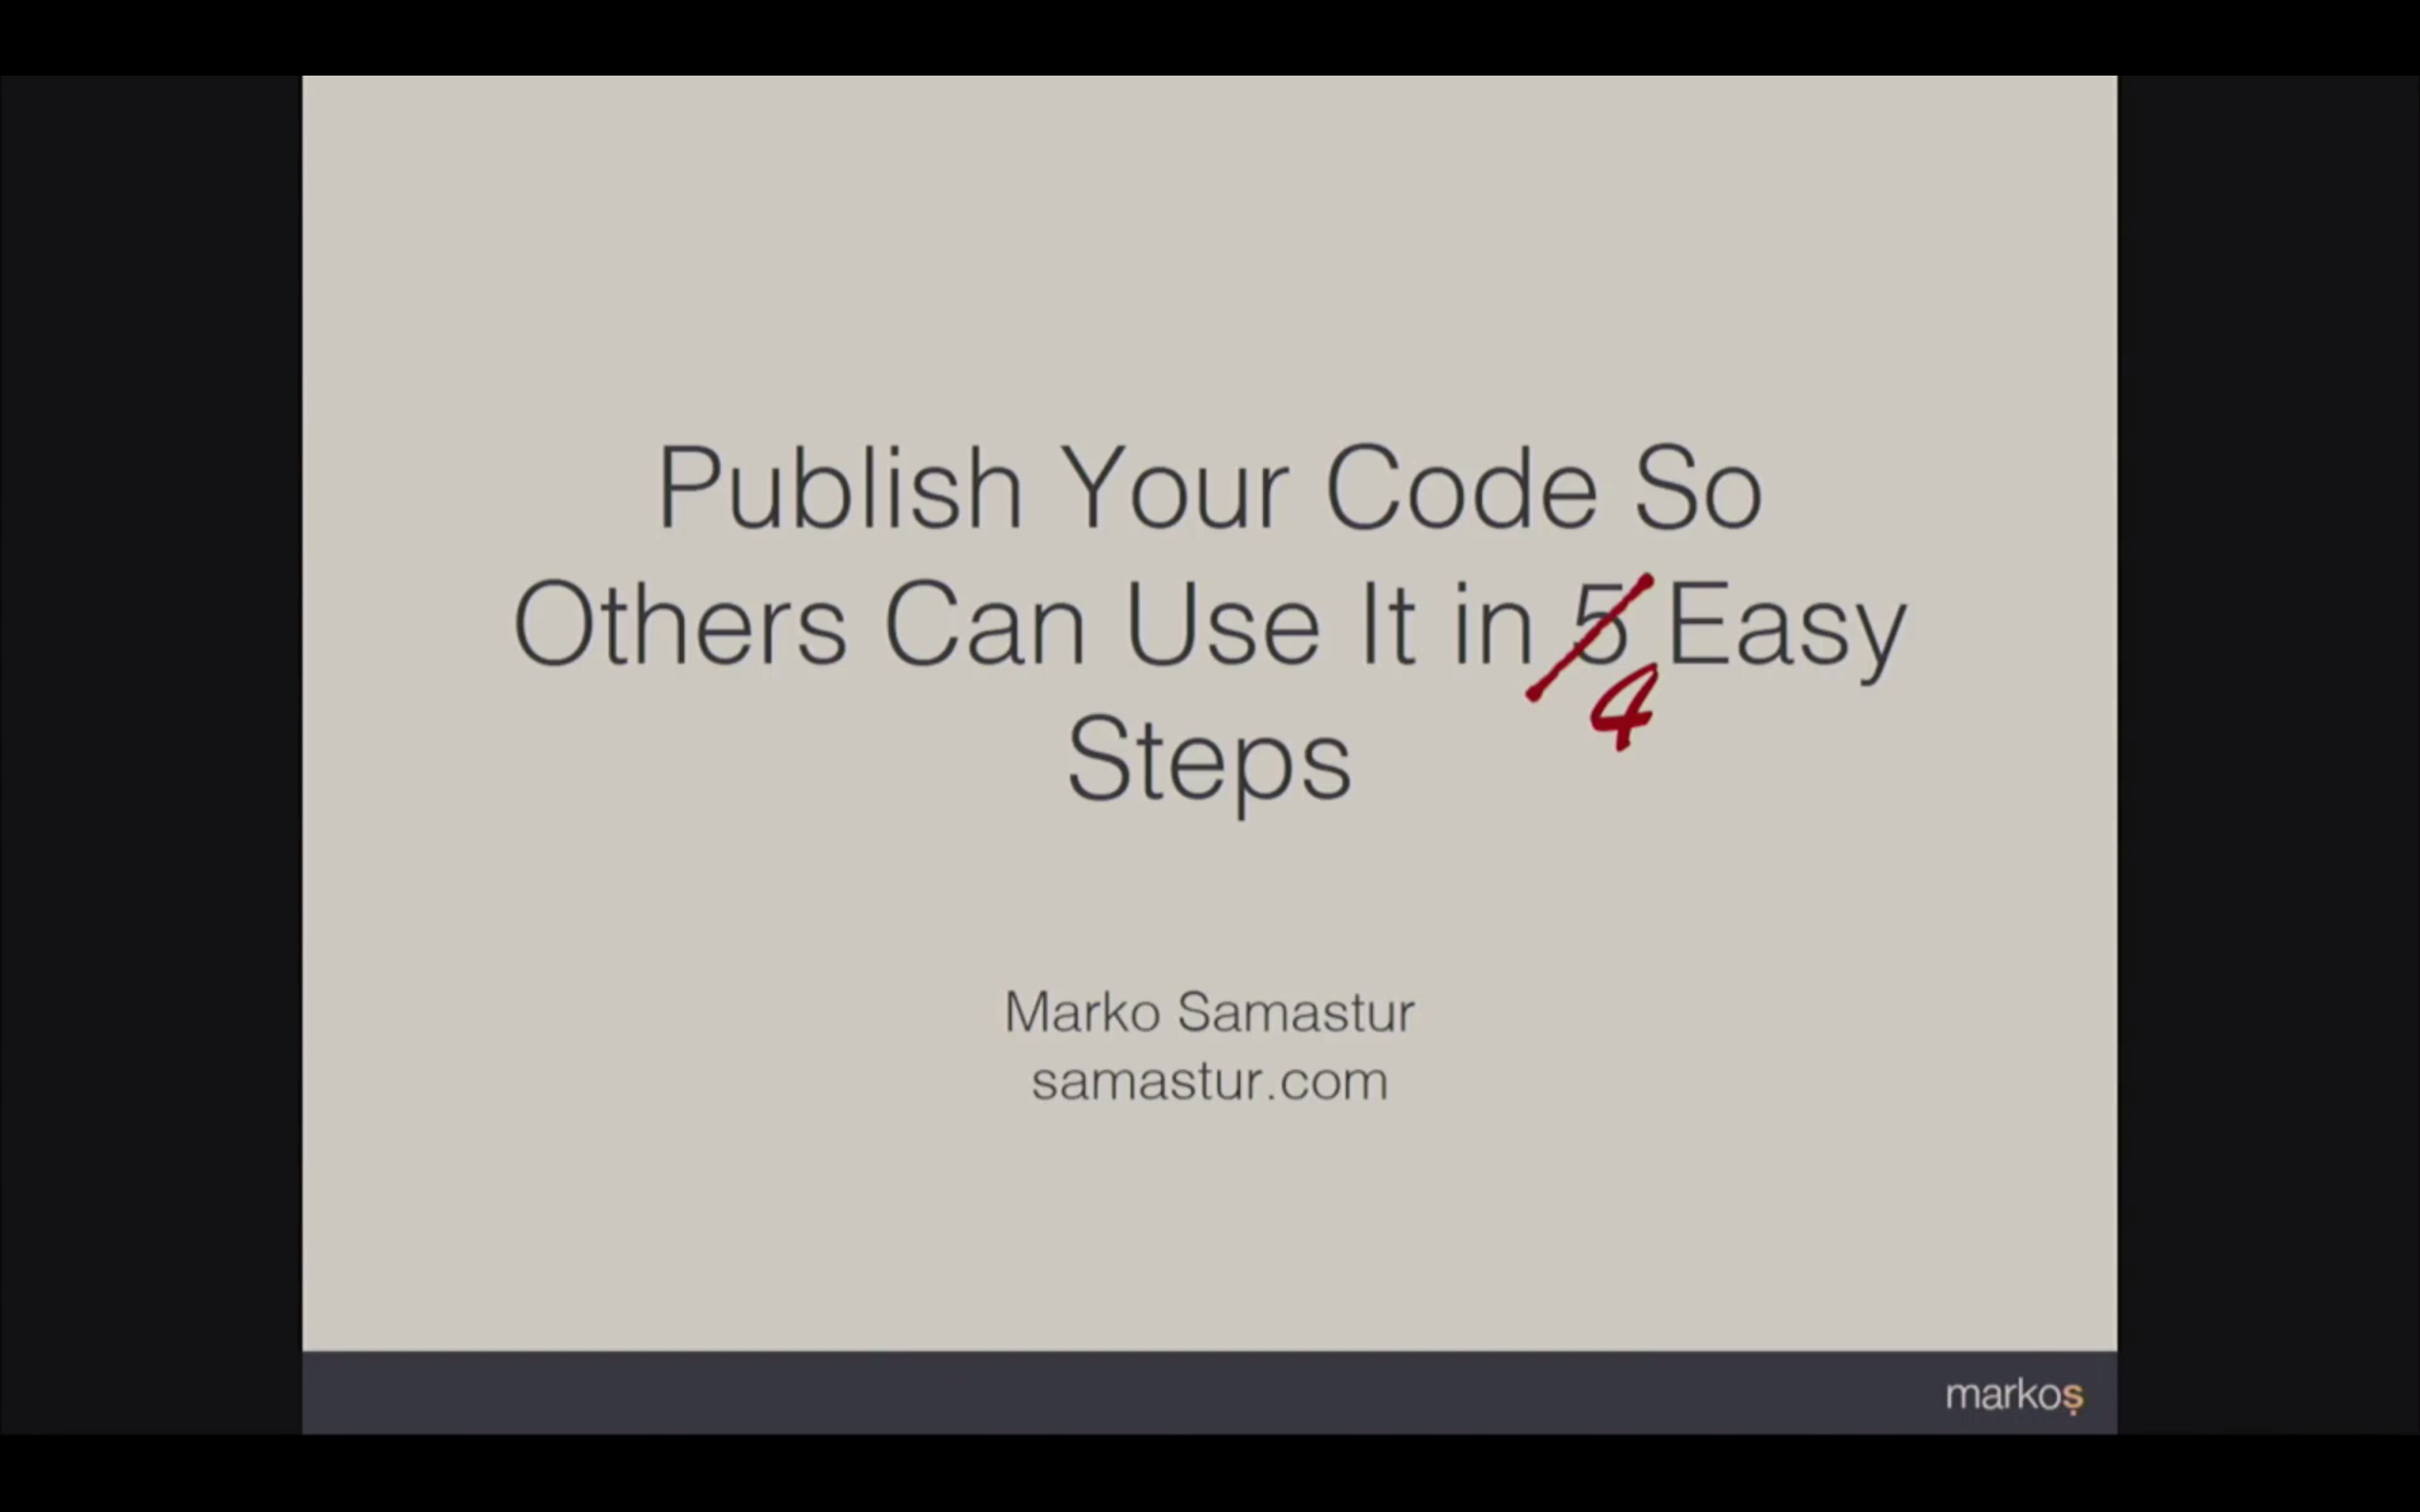 Publish Your Code So
Others Can Use It in 5 Easy
4
Steps
Marko Samastur
samastur.com
markos